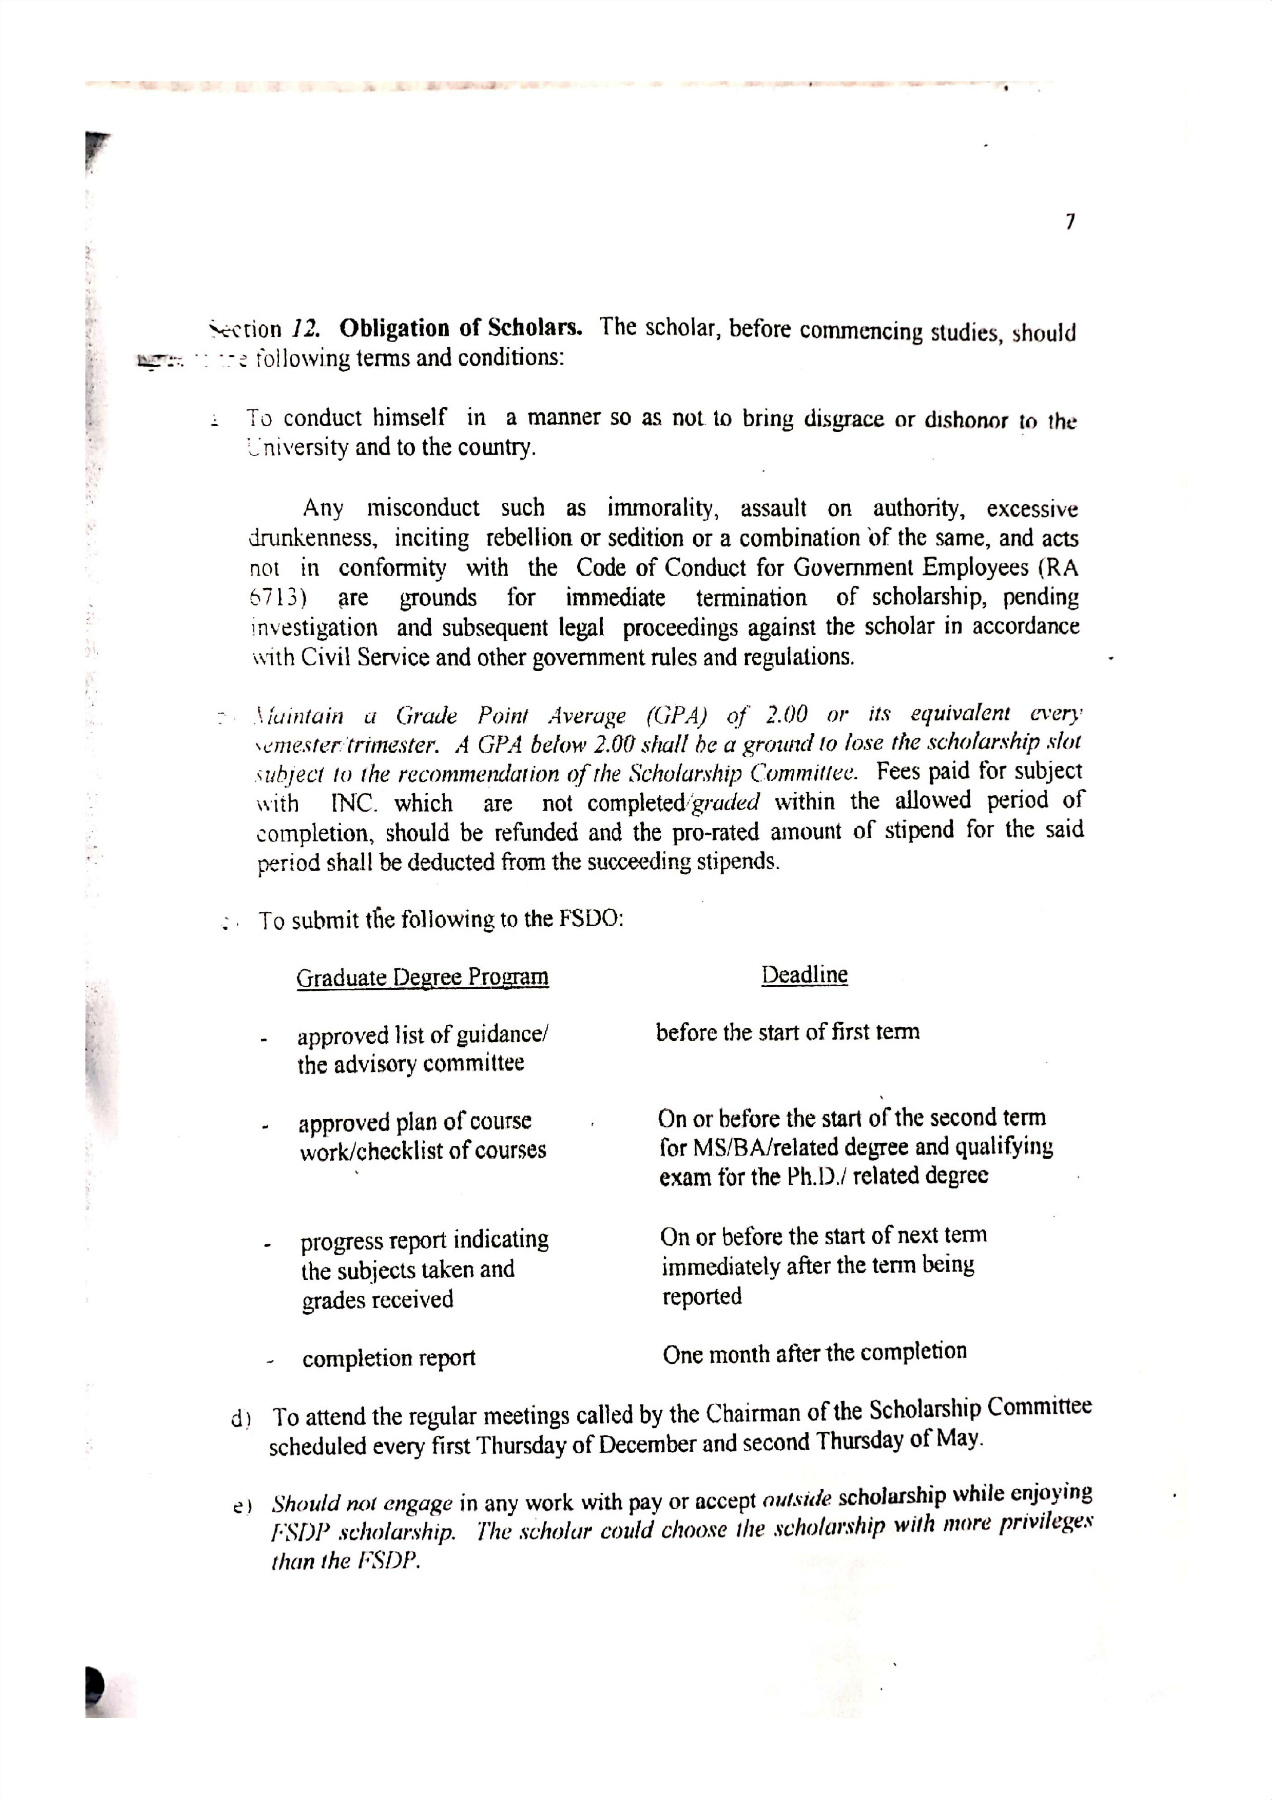 7
Section 12. Obligation of Scholars. The scholar, before commencing studies, should
following terms and conditions:
To conduct himself in a manner so as not to bring disgrace or dishonor to the
University and to the country.
Any misconduct such as immorality, assault on authority, excessive
drunkenness, inciting rebellion or sedition or a combination of the same, and acts
not in conformity with the Code of Conduct for Government Employees (RA
6713) are grounds for immediate termination of scholarship, pending
investigation and subsequent legal proceedings against the scholar in accordance
with Civil Service and other government rules and regulations.
Maintain a Grade Point Average (GPA) of 2.00 or its equivalent every
semester/trimester. A GPA below 2.00 shall be a ground to lose the scholarship slot
subject to the recommendation of the Scholarship Committee. Fees paid for subject
with INC. which are not completed/graded within the allowed period of
completion, should be refunded and the pro-rated amount of stipend for the said
period shall be deducted from the succeeding stipends.
To submit the following to the FSDO:
Graduate Degree Program Deadline
- approved list of guidance/ before the start of first term
the advisory committee
- approved plan of course On or before the start of the second term
work/checklist of courses for MS/BA/related degree and qualifying
exam for the Ph.D./ related degree
- progress report indicating On or before the start of next term
the subjects taken and immediately after the term being
grades received reported
- completion report One month after the completion
d) To attend the regular meetings called by the Chairman of the Scholarship Committee
scheduled every first Thursday of December and second Thursday of May.
e) Should not engage in any work with pay or accept outside scholarship while enjoying
FSDP scholarship. The scholar could choose the scholarship with more privileges
than the FSDP.